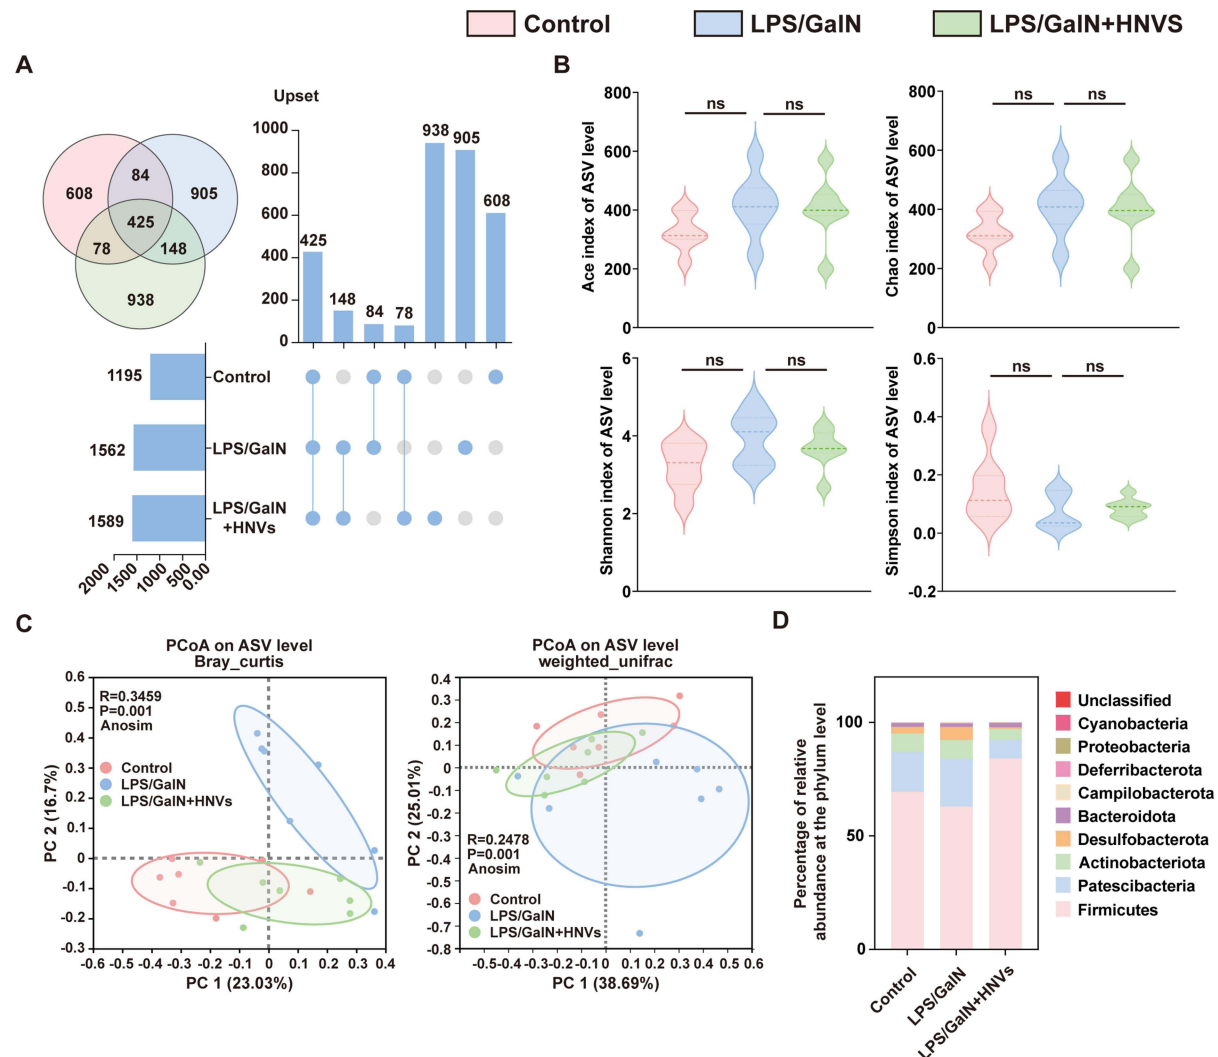 Control
LPS/GalN
LPS/GalN+HNVS
A
Upset
608
84
905
425
78
148
938
1000
800
600
400
200
0
425
148
84
78
938
905
608
1195
Control
1562
LPS/GalN
1589
LPS/GalN
+HNVs
2000
1500
1000
500
0.00
B
Ace index of ASV level
800
600
400
200
0
ns
ns
Chao index of ASV level
800
600
400
200
0
ns
ns
Shannon index of ASV level
6
4
2
0
ns
ns
Simpson index of ASV level
0.6
0.4
0.2
0.0
-0.2
ns
ns
C
PCoA on ASV level
Bray_curtis
R=0.3459
P=0.001
Anosim
Control
LPS/GalN
LPS/GalN+HNVs
PC 2 (16.7%)
0.6
0.5
0.4
0.3
0.2
0.1
0
-0.1
-0.2
-0.3
-0.6
-0.5
-0.4
-0.3
-0.2
-0.1
0
0.1
0.2
0.3
0.4
PC 1 (23.03%)
PCoA on ASV level
weighted_unifrac
PC 2 (25.01%)
0.4
0.3
0.2
0.1
0
-0.1
-0.2
-0.3
-0.4
-0.5
-0.6
-0.7
-0.8
R=0.2478
P=0.001
Anosim
Control
LPS/GalN
LPS/GalN+HNVs
-0.5
-0.4
-0.3
-0.2
-0.1
0
0.1
0.2
0.3
0.4
0.5
0.6
PC 1 (38.69%)
D
Percentage of relative
abundance at the phylum level
100
50
0
Control
LPS/GalN
LPS/GalN+HNVs
Unclassified
Cyanobacteria
Proteobacteria
Deferribacterota
Campilobacterota
Bacteroidota
Desulfobacterota
Actinobacteriota
Patescibacteria
Firmicutes